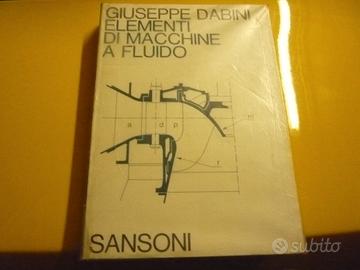 GIUSEPPE DABINI
ELEMENTI
DI MACCHINE
A FLUIDO
a
d
p
r
SANSONI
subito